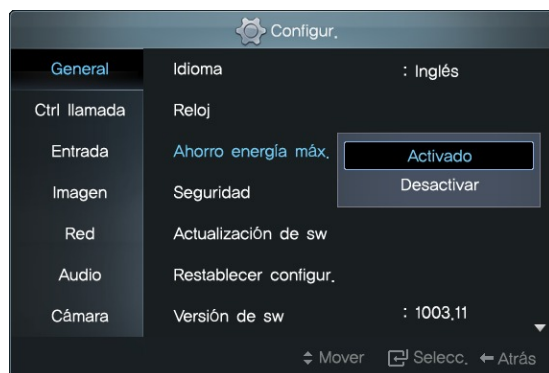 Configur.
General Idioma : Inglés
Ctrl llamada Reloj
Entrada Ahorro energía máx. Activado
Desactivar
Imagen Seguridad
Red Actualización de sw
Audio Restablecer configur.
Cámara Versión de sw : 1003.11
Mover Selecc. Atrás